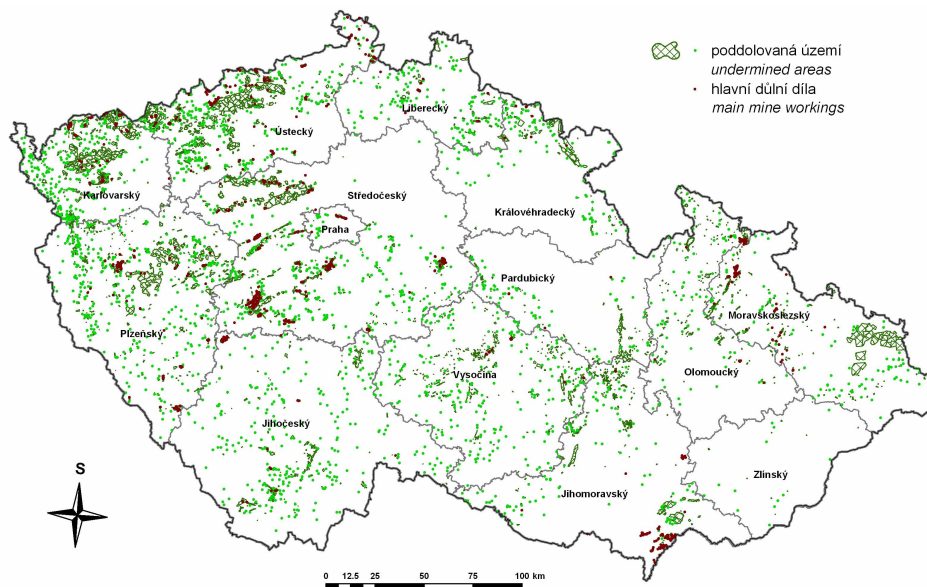 poddolovaná území
undermined areas
hlavní důlní díla
main mine workings
Liberecký
Ústecký
Karlovarský
Středočeský
Královéhradecký
Praha
Pardubický
Moravskoslezský
Plzeňský
Vysočina
Olomoucký
Jihočeský
Zlínský
Jihomoravský
S
0 12.5 25 50 75 100 km